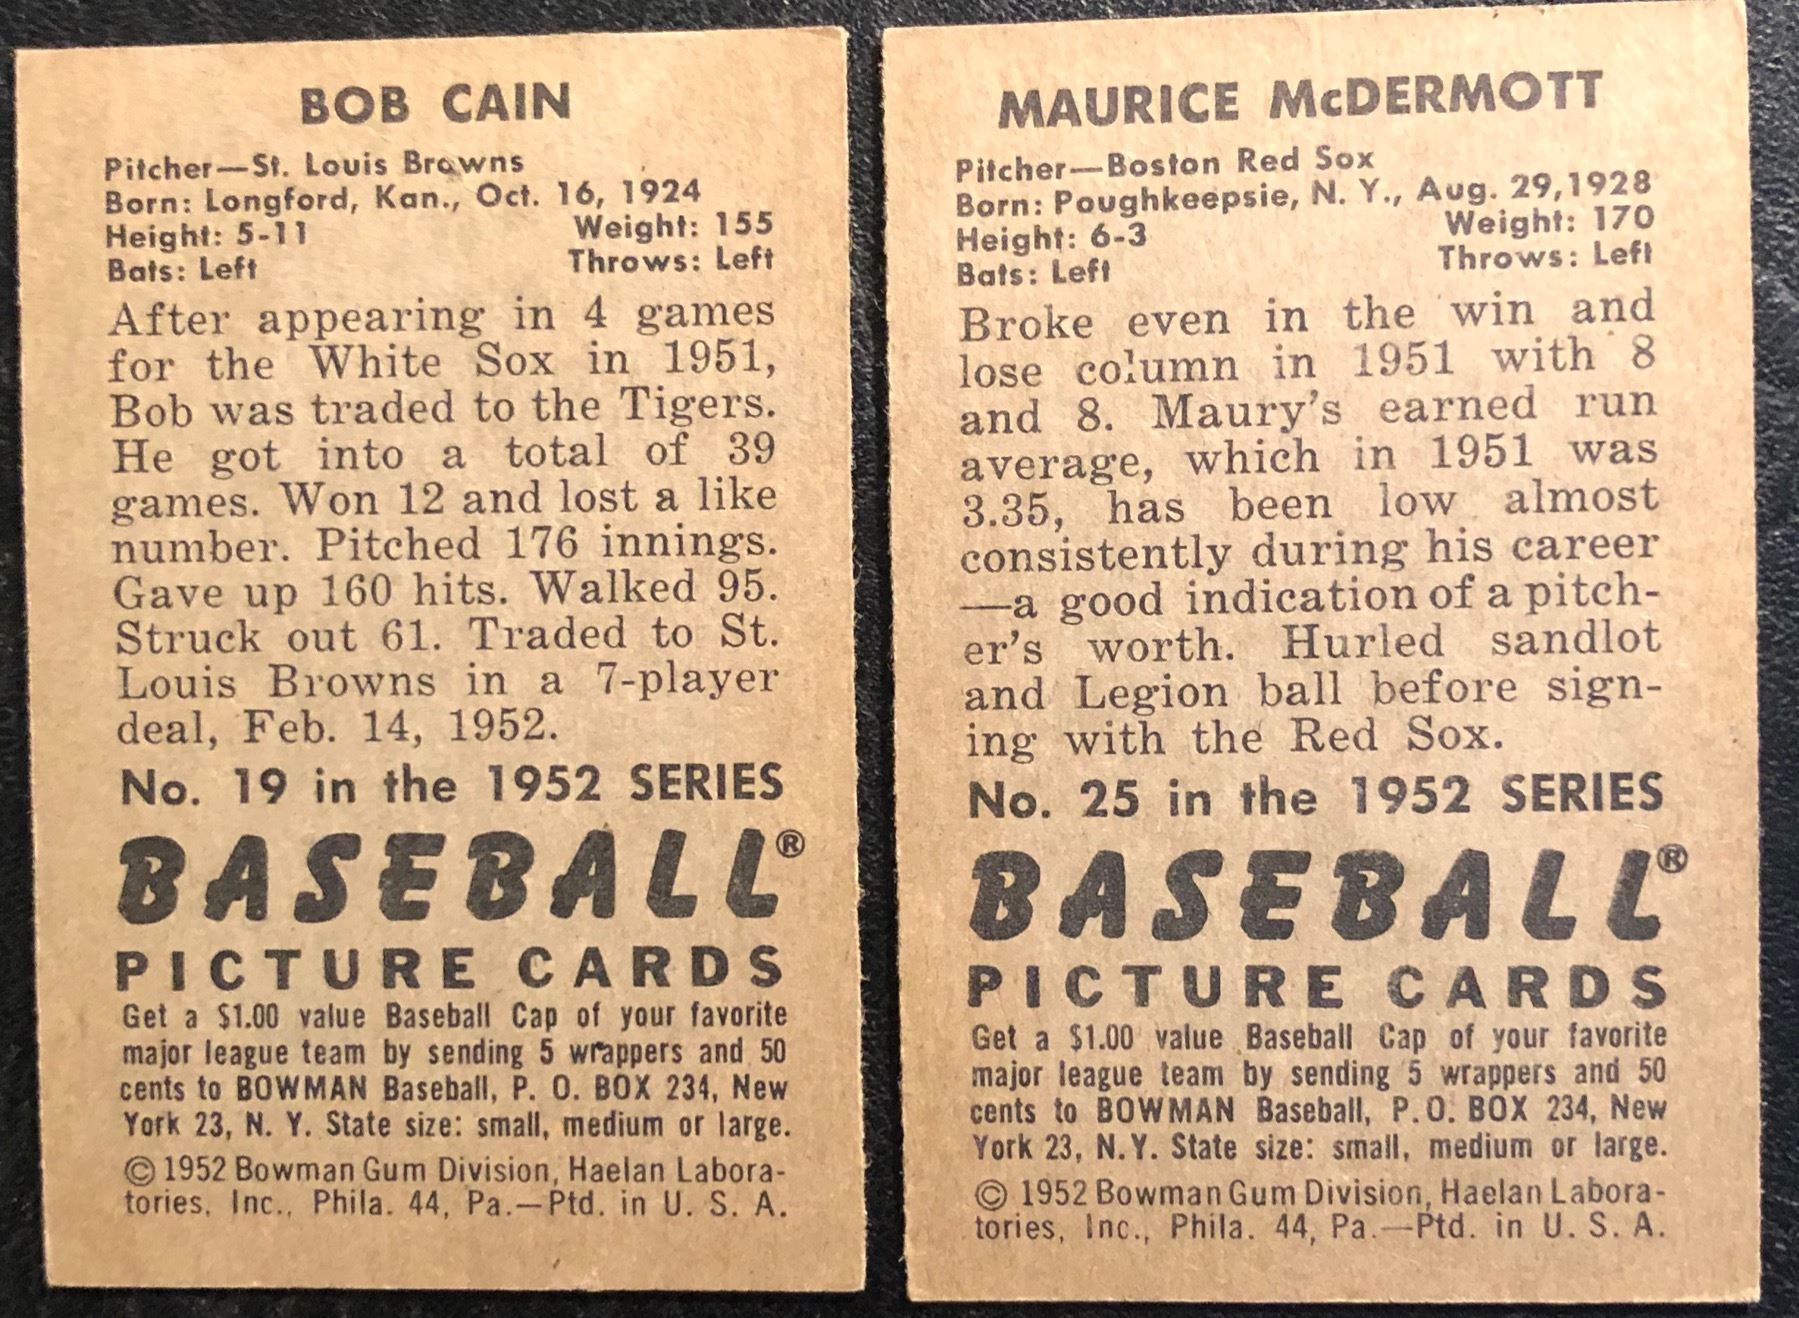 BOB CAIN
Pitcher—St. Louis Browns
Born: Longford, Kan., Oct. 16, 1924
Height: 5-11 Weight: 155
Bats: Left Throws: Left
After appearing in 4 games
for the White Sox in 1951,
Bob was traded to the Tigers.
He got into a total of 39
games. Won 12 and lost a like
number. Pitched 176 innings.
Gave up 160 hits. Walked 95.
Struck out 61. Traded to St.
Louis Browns in a 7-player
deal, Feb. 14, 1952.
No. 19 in the 1952 SERIES
BASEBALL®
PICTURE CARDS
Get a $1.00 value Baseball Cap of your favorite
major league team by sending 5 wrappers and 50
cents to BOWMAN Baseball, P. O. BOX 234, New
York 23, N. Y. State size: small, medium or large.
© 1952 Bowman Gum Division, Haelan Labora-
tories, Inc., Phila. 44, Pa.—Ptd. in U. S. A.
MAURICE McDERMOTT
Pitcher—Boston Red Sox
Born: Poughkeepsie, N. Y., Aug. 29, 1928
Height: 6-3 Weight: 170
Bats: Left Throws: Left
Broke even in the win and
lose column in 1951 with 8
and 8. Maury's earned run
average, which in 1951 was
3.35, has been low almost
consistently during his career
—a good indication of a pitch-
er's worth. Hurled sandlot
and Legion ball before sign-
ing with the Red Sox.
No. 25 in the 1952 SERIES
BASEBALL®
PICTURE CARDS
Get a $1.00 value Baseball Cap of your favorite
major league team by sending 5 wrappers and 50
cents to BOWMAN Baseball, P.O. BOX 234, New
York 23, N.Y. State size: small, medium or large.
© 1952 Bowman Gum Division, Haelan Labora-
tories, Inc., Phila. 44, Pa.—Ptd. in U. S. A.